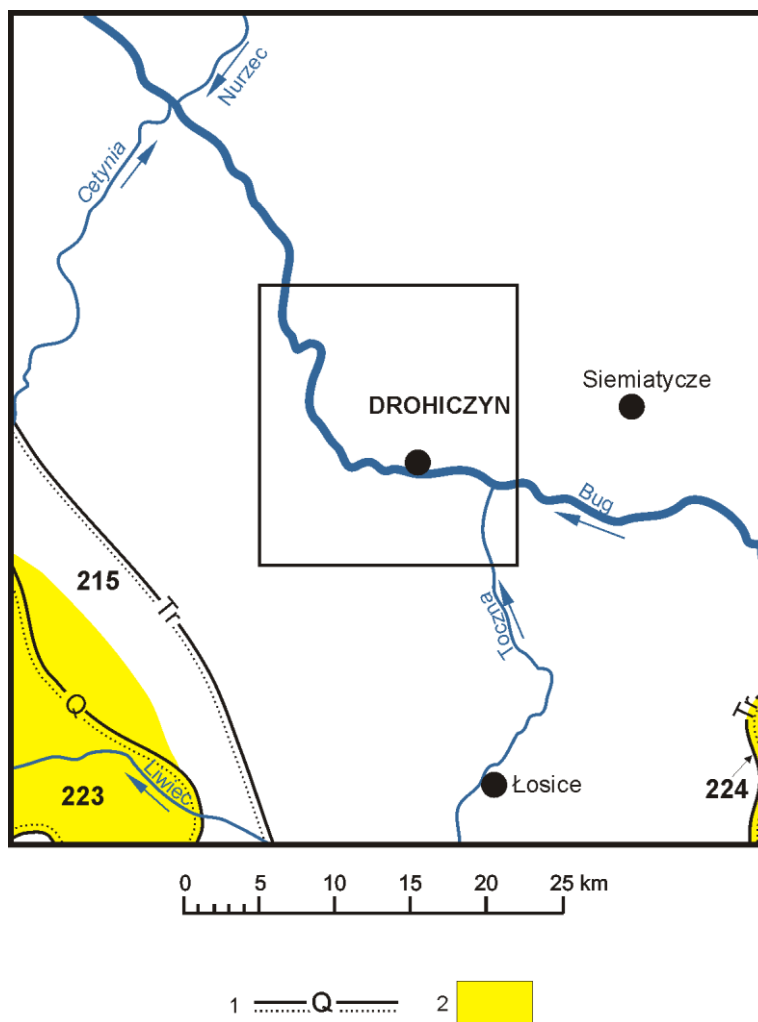 Nurzec
Cetynia
DROHICZYN
Siemiatycze
Bug
215
Tr
Toczna
Q
Tr
Liwiec
223
Łosice
224
0 5 10 15 20 25 km
1 Q 2